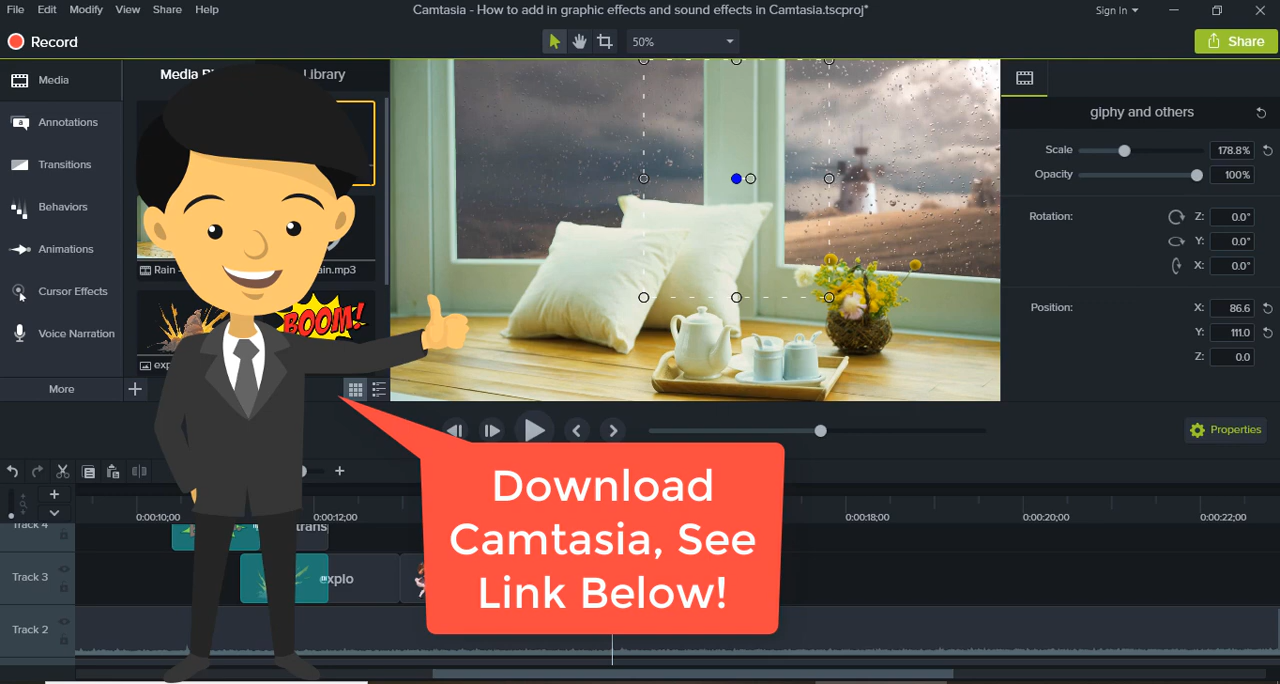 File Edit Modify View Share Help
Camtasia - How to add in graphic effects and sound effects in Camtasia.tscproj*
Sign In
Record
50%
Share
Media
Annotations
Transitions
Behaviors
Animations
Cursor Effects
Voice Narration
More
Media Library
Rain ain.mp3
BOOM!
exp
giphy and others
Scale 178.8%
Opacity 100%
Rotation: Z: 0.0°
Y: 0.0°
X: 0.0°
Position: X: 86.6
Y: 111.0
Z: 0.0
Properties
Download
Camtasia, See
Link Below!
0:00:10;00 0:00:12;00 0:00:18;00 0:00:20;00 0:00:22;00
Track 4 trans
Track 3 explo
Track 2